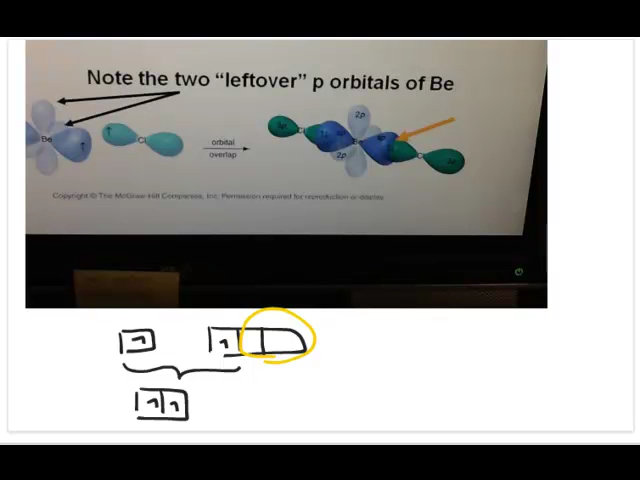 Note the two “leftover” p orbitals of Be
2p
Be
Cl
orbital
overlap
2p
Copyright © The McGraw-Hill Companies, Inc. Permission required for reproduction or display.